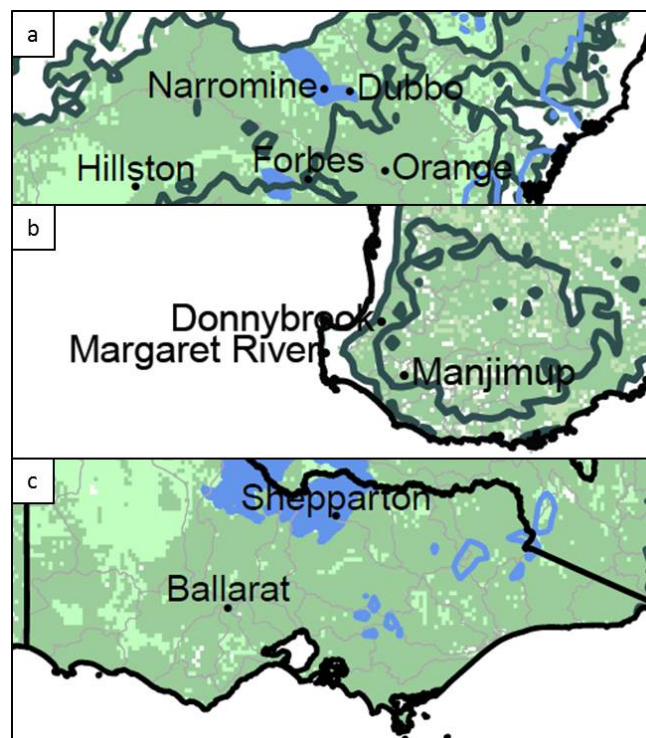 a
Narromine
Dubbo
Hillston
Forbes
Orange
b
Donnybrook
Margaret River
Manjimup
c
Shepparton
Ballarat